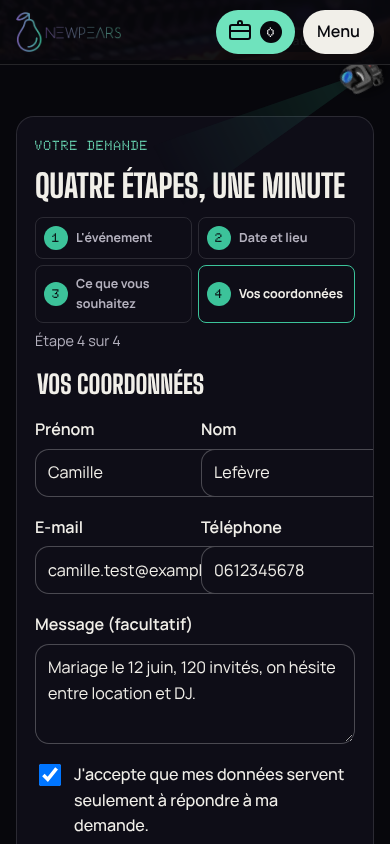 NEWPEARS
0
Menu
VOTRE DEMANDE
QUATRE ÉTAPES, UNE MINUTE
1 L'événement
2 Date et lieu
3 Ce que vous souhaitez
4 Vos coordonnées
Étape 4 sur 4
VOS COORDONNÉES
Prénom
Nom
Camille
Lefèvre
E-mail
Téléphone
camille.test@exampl
0612345678
Message (facultatif)
Mariage le 12 juin, 120 invités, on hésite
entre location et DJ.
J'accepte que mes données servent
seulement à répondre à ma
demande.